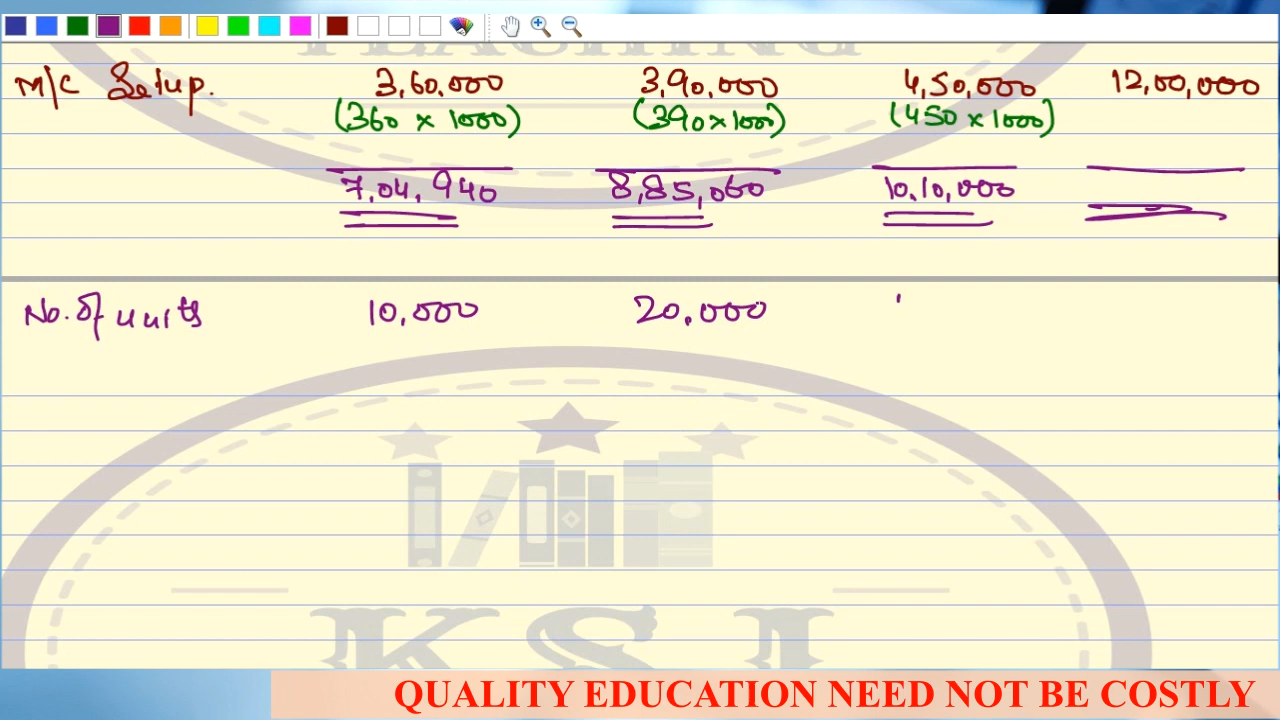 TEACHING
M/C Setup. 3,60,000 3,90,000 4,50,000 12,00,000
(360 x 1000) (390x1000) (450 x 1000)
7,04,940 8,85,060 10,10,000
No. of units 10,000 20,000
KSJ
QUALITY EDUCATION NEED NOT BE COSTLY